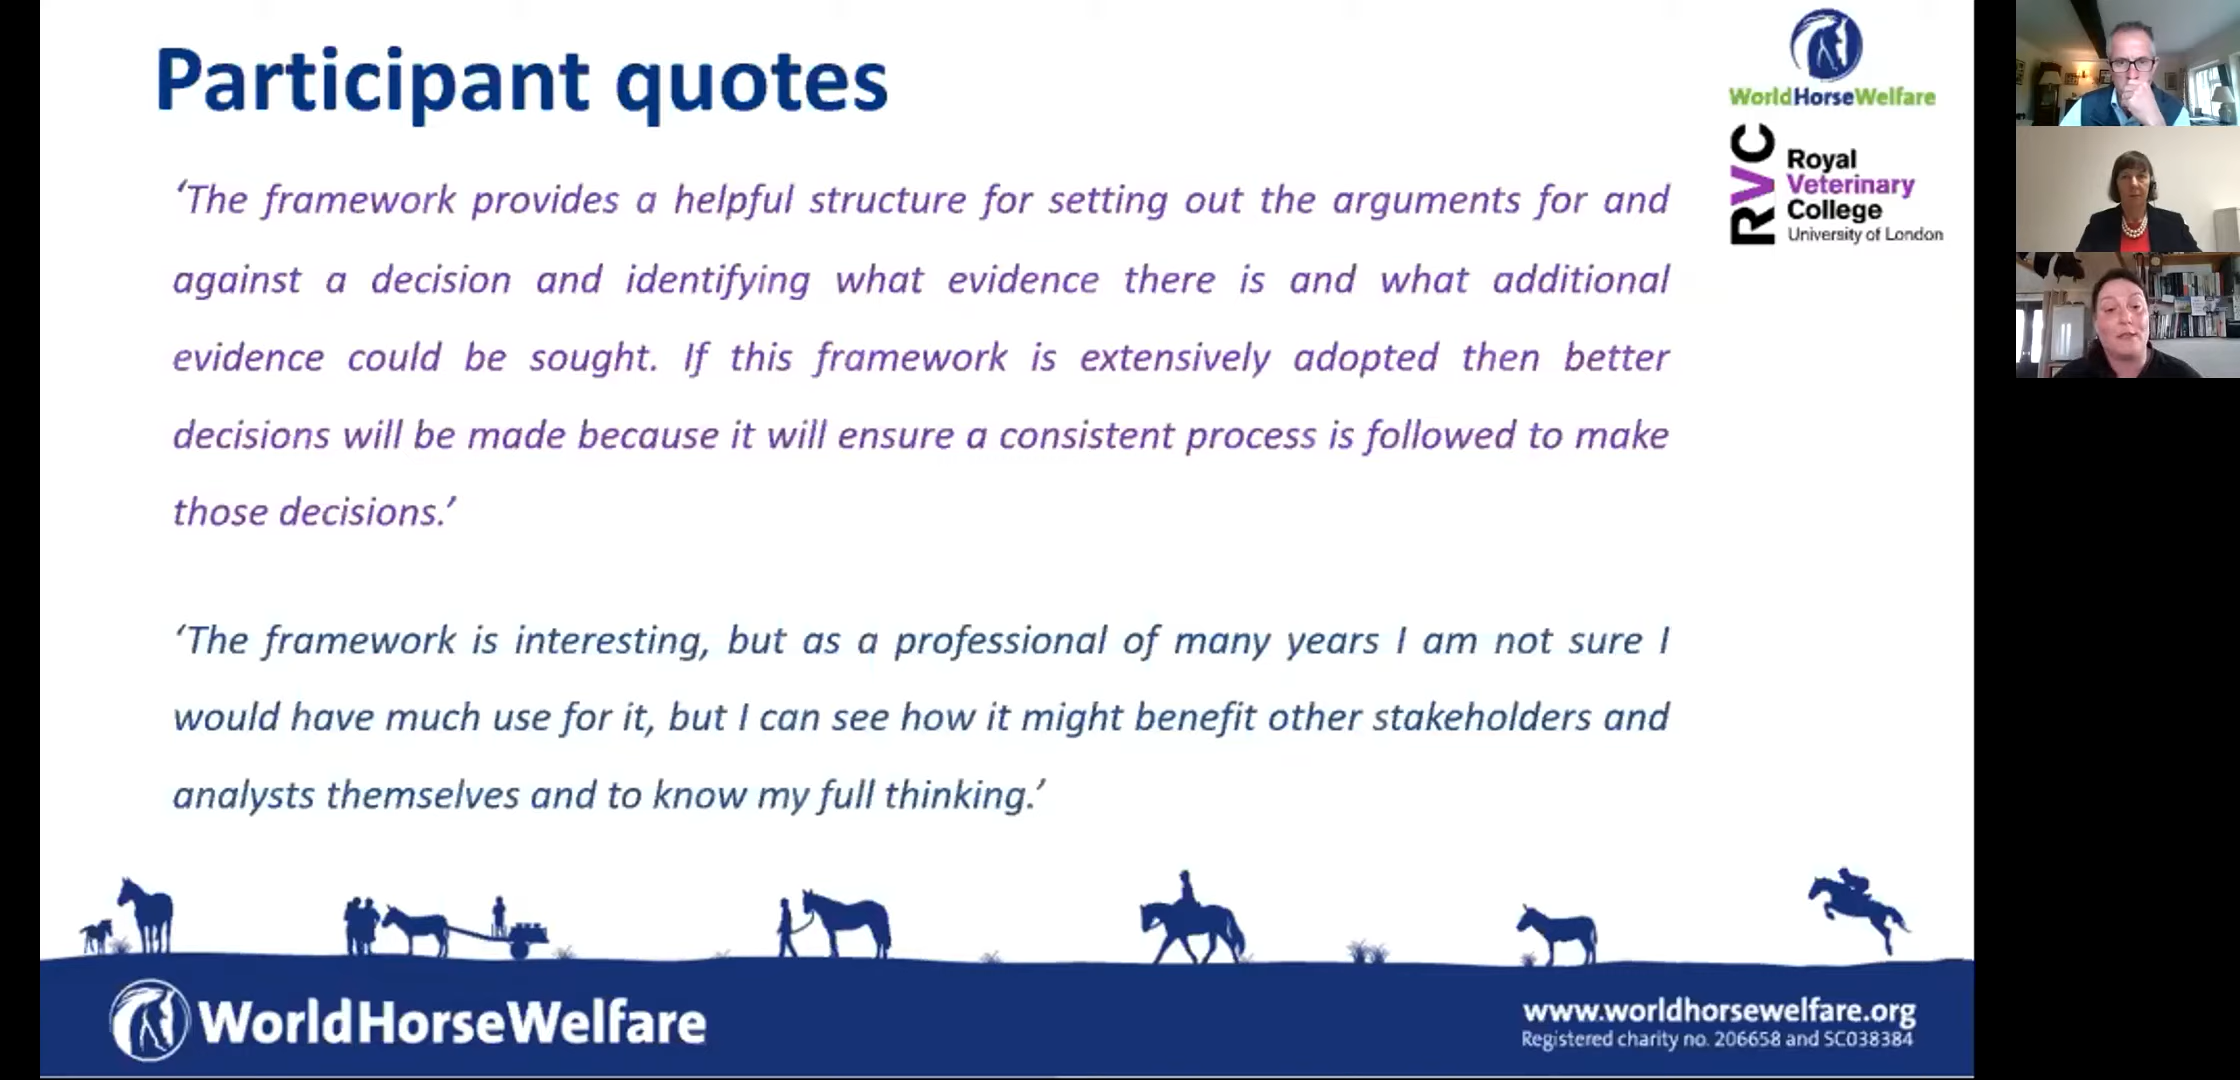 Participant quotes
WorldHorseWelfare
RVC
Royal
Veterinary
College
University of London
‘The framework provides a helpful structure for setting out the arguments for and
against a decision and identifying what evidence there is and what additional
evidence could be sought. If this framework is extensively adopted then better
decisions will be made because it will ensure a consistent process is followed to make
those decisions.’
‘The framework is interesting, but as a professional of many years I am not sure I
would have much use for it, but I can see how it might benefit other stakeholders and
analysts themselves and to know my full thinking.’
WorldHorseWelfare
www.worldhorsewelfare.org
Registered charity no. 206658 and SC038384